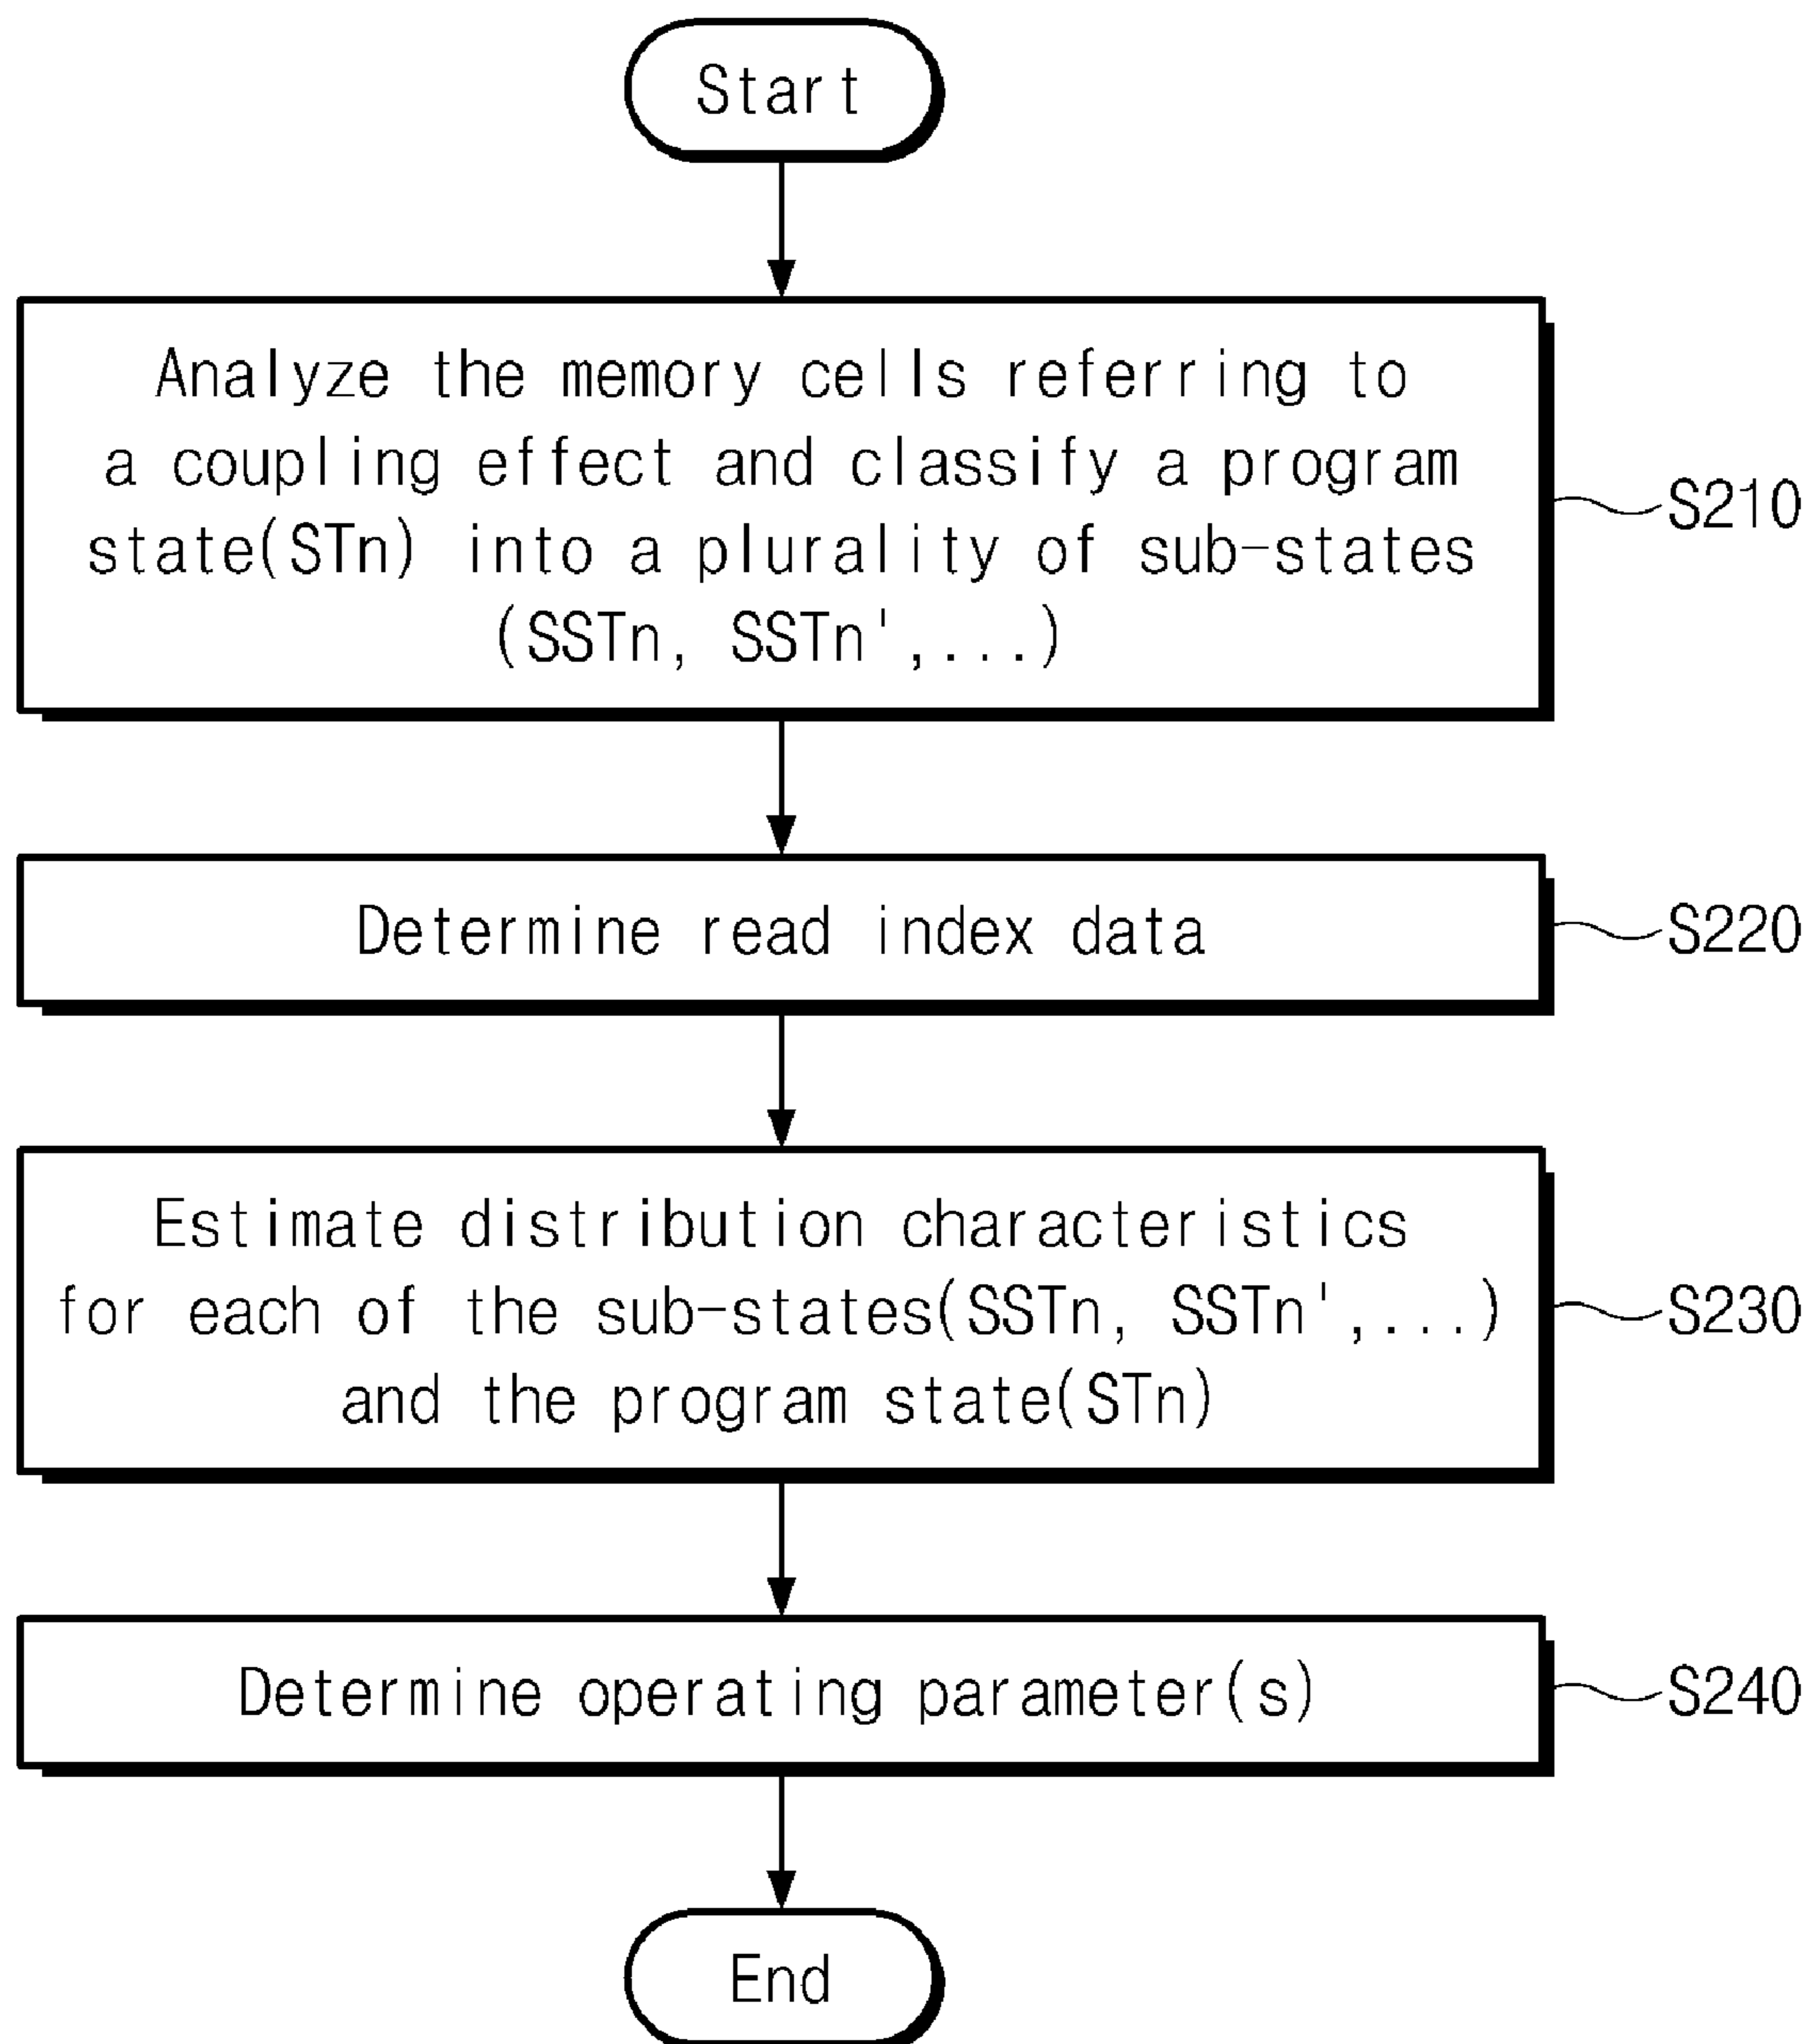 Start
Analyze the memory cells referring to
a coupling effect and classify a program
state(STn) into a plurality of sub-states
(SSTn, SSTn',...)
S210
Determine read index data
S220
Estimate distribution characteristics
for each of the sub-states(SSTn, SSTn',...)
and the program state(STn)
S230
Determine operating parameter(s)
S240
End